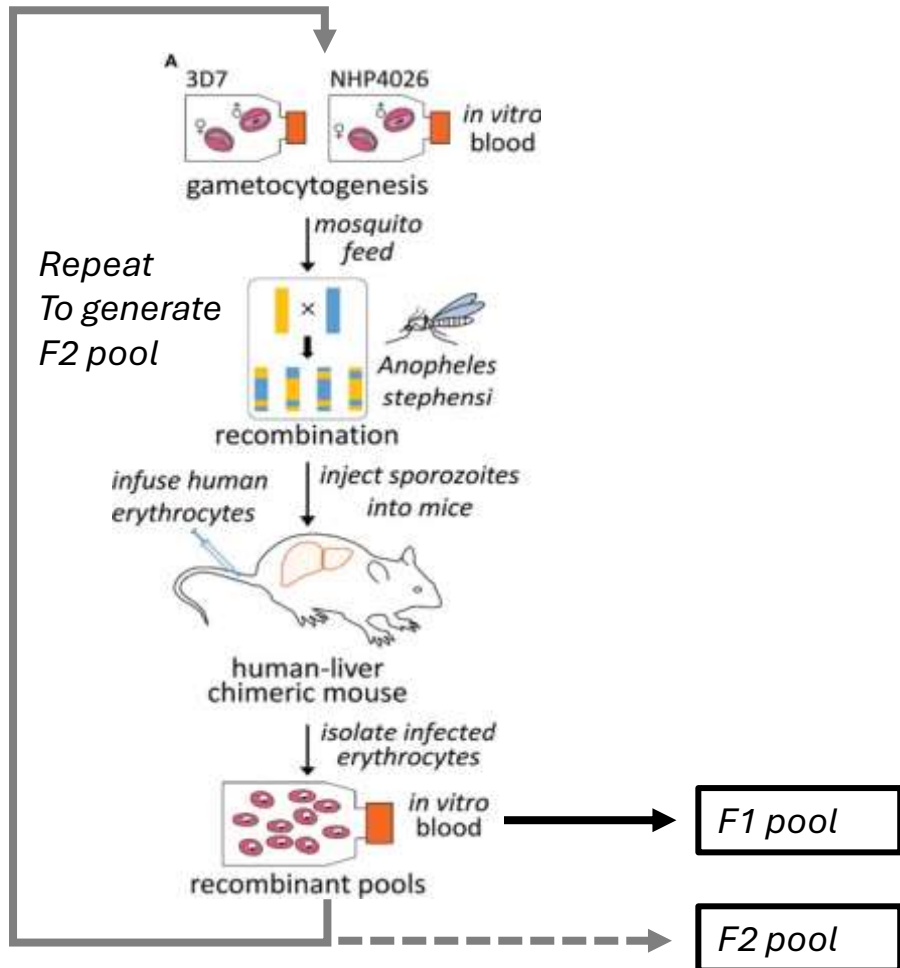 A
3D7
NHP4026
♀ ♂
♀ ♂
in vitro
blood
gametocytogenesis
mosquito
feed
Repeat
To generate
F2 pool
×
Anopheles
stephensi
recombination
infuse human
erythrocytes
inject sporozoites
into mice
human-liver
chimeric mouse
isolate infected
erythrocytes
in vitro
blood
recombinant pools
F1 pool
F2 pool